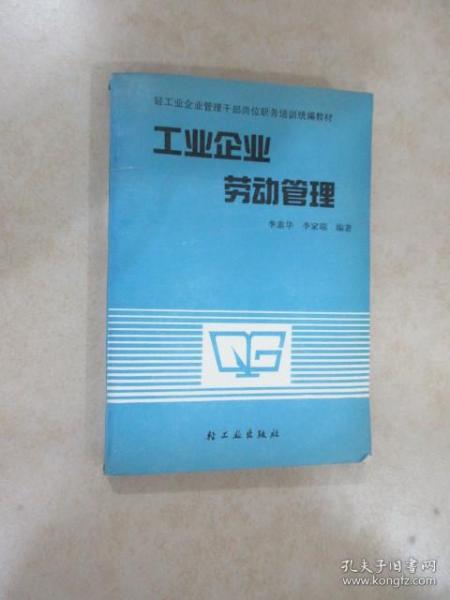 轻工业企业管理干部岗位职务培训统编教材
工业企业
劳动管理
李惠华 李家瑞 编著
QG
轻工业出版社
孔夫子旧书网
www.kongfz.com